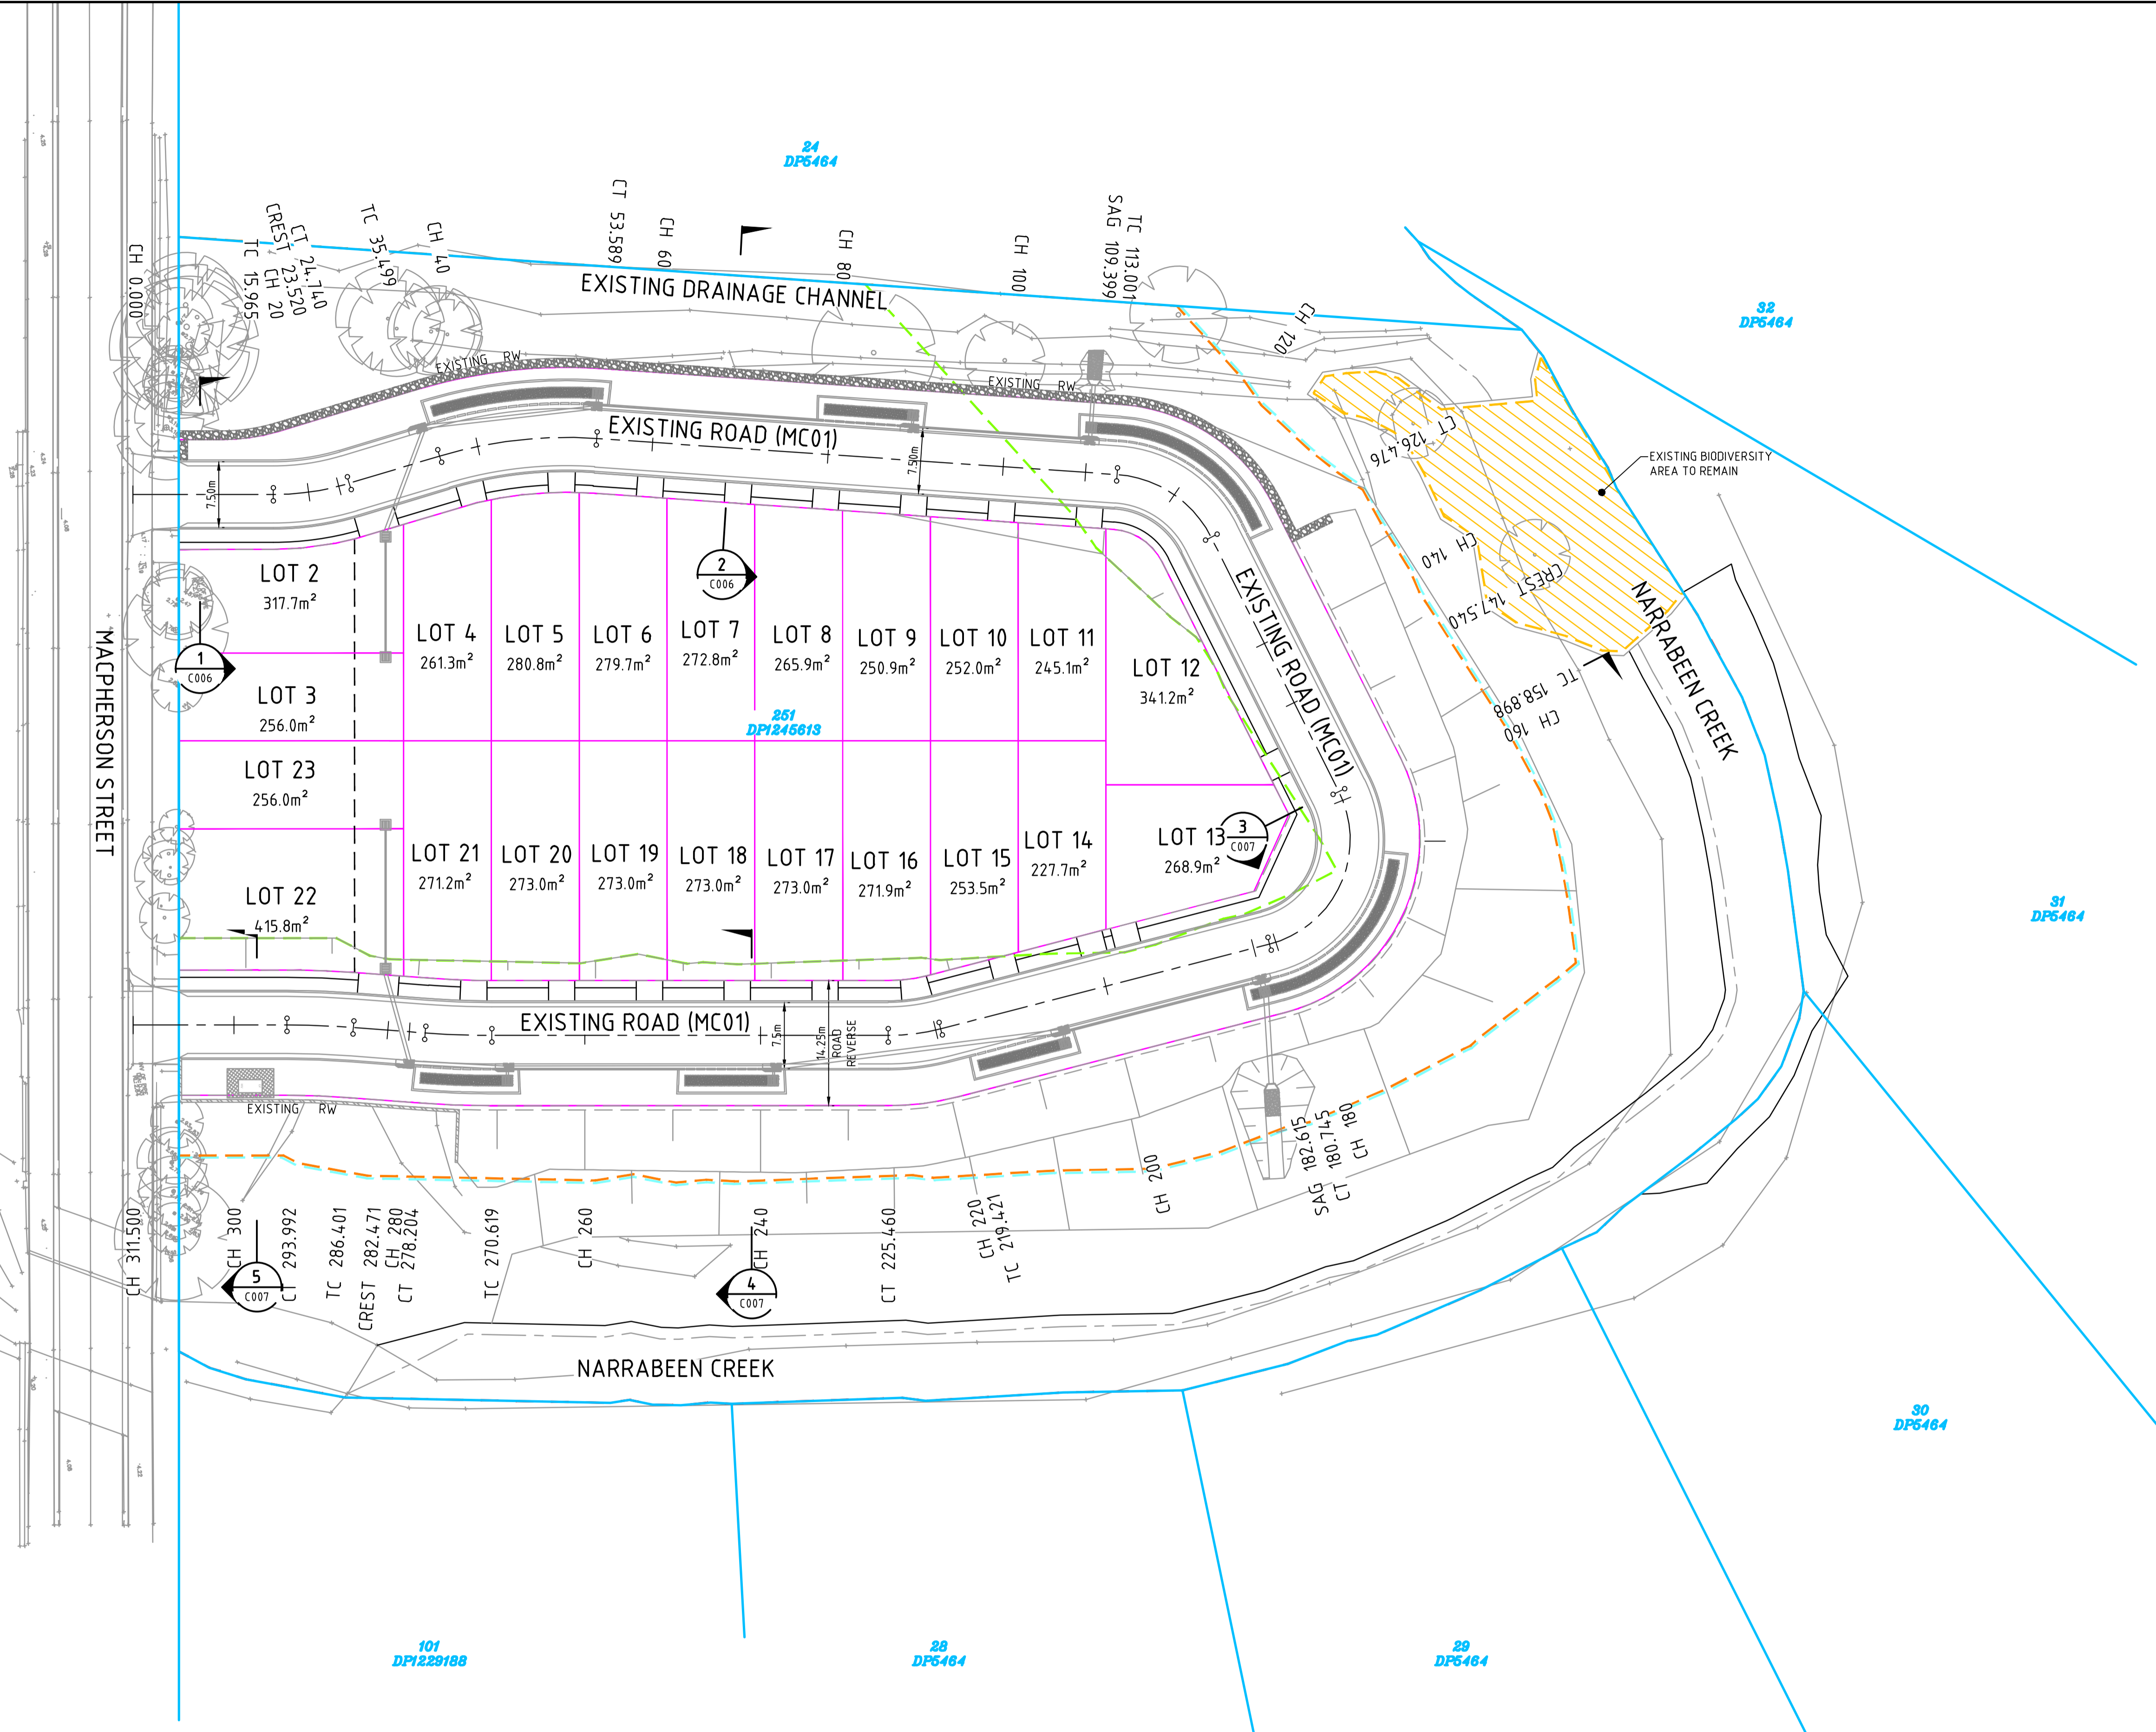 24
DP5464
32
DP5464
CH 0.000
TC 15.965
CH 20
CREST 23.520
CT 24.740
TC 35.499
CH 40
CT 53.589
CH 60
CH 80
CH 100
SAG 109.399
TC 113.001
CH 120
EXISTING DRAINAGE CHANNEL
EXISTING RW
EXISTING RW
EXISTING ROAD (MC01)
7.50m
7.50m
CT 126.476
EXISTING BIODIVERSITY
AREA TO REMAIN
CH 140
CREST 147.540
TC 158.898
CH 160
NARRABEEN CREEK
EXISTING ROAD (MC01)
MACPHERSON STREET
LOT 2
317.7m²
2
C006
1
C006
LOT 3
256.0m²
LOT 4
261.3m²
LOT 5
280.8m²
LOT 6
279.7m²
LOT 7
272.8m²
LOT 8
265.9m²
LOT 9
250.9m²
LOT 10
252.0m²
LOT 11
245.1m²
LOT 12
341.2m²
251
DP1245613
LOT 23
256.0m²
LOT 22
415.8m²
LOT 21
271.2m²
LOT 20
273.0m²
LOT 19
273.0m²
LOT 18
273.0m²
LOT 17
273.0m²
LOT 16
271.9m²
LOT 15
253.5m²
LOT 14
227.7m²
LOT 13
268.9m²
3
C007
31
DP5464
EXISTING ROAD (MC01)
7.5m
14.25m
ROAD
REVERSE
EXISTING RW
CH 311.500
CH 300
CT 293.992
TC 286.401
CREST 282.471
CH 280
CT 278.204
TC 270.619
CH 260
CH 240
CT 225.460
CH 220
TC 219.421
CH 200
SAG 182.615
CT 180.745
CH 180
5
C007
4
C007
NARRABEEN CREEK
30
DP5464
101
DP1229188
28
DP5464
29
DP5464